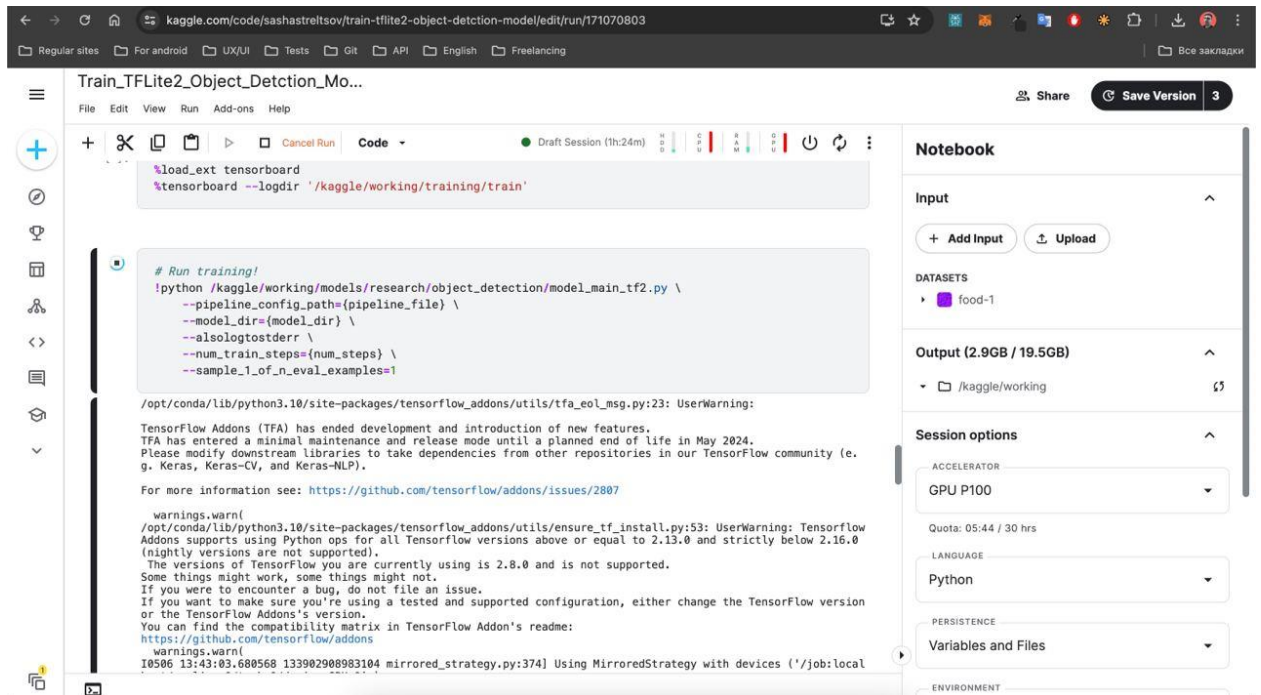 kaggle.com/code/sashastreltsov/train-tflite2-object-detction-model/edit/run/171070803
Regular sites For android UX/UI Tests Git API English Freelancing Все закладки
Train_TFLite2_Object_Detction_Mo...
Share
Save Version 3
File Edit View Run Add-ons Help
Cancel Run Code Draft Session (1h:24m) HDD CPU RAM GPU
Notebook
%load_ext tensorboard
%tensorboard --logdir '/kaggle/working/training/train'
Input
+ Add Input Upload
DATASETS
food-1
# Run training!
!python /kaggle/working/models/research/object_detection/model_main_tf2.py \
--pipeline_config_path={pipeline_file} \
--model_dir={model_dir} \
--alsologtostderr \
--num_train_steps={num_steps} \
--sample_1_of_n_eval_examples=1
Output (2.9GB / 19.5GB)
/kaggle/working
/opt/conda/lib/python3.10/site-packages/tensorflow_addons/utils/tfa_eol_msg.py:23: UserWarning:
TensorFlow Addons (TFA) has ended development and introduction of new features.
TFA has entered a minimal maintenance and release mode until a planned end of life in May 2024.
Please modify downstream libraries to take dependencies from other repositories in our TensorFlow community (e.
g. Keras, Keras-CV, and Keras-NLP).
For more information see: https://github.com/tensorflow/addons/issues/2807
warnings.warn(
/opt/conda/lib/python3.10/site-packages/tensorflow_addons/utils/ensure_tf_install.py:53: UserWarning: Tensorflow
Addons supports using Python ops for all Tensorflow versions above or equal to 2.13.0 and strictly below 2.16.0
(nightly versions are not supported).
The versions of TensorFlow you are currently using is 2.8.0 and is not supported.
Some things might work, some things might not.
If you were to encounter a bug, do not file an issue.
If you want to make sure you're using a tested and supported configuration, either change the TensorFlow version
or the TensorFlow Addons's version.
You can find the compatibility matrix in TensorFlow Addon's readme:
https://github.com/tensorflow/addons
warnings.warn(
I0506 13:43:03.680568 133902908983104 mirrored_strategy.py:374] Using MirroredStrategy with devices ('/job:local
Session options
ACCELERATOR
GPU P100
Quota: 05:44 / 30 hrs
LANGUAGE
Python
PERSISTENCE
Variables and Files
ENVIRONMENT
1